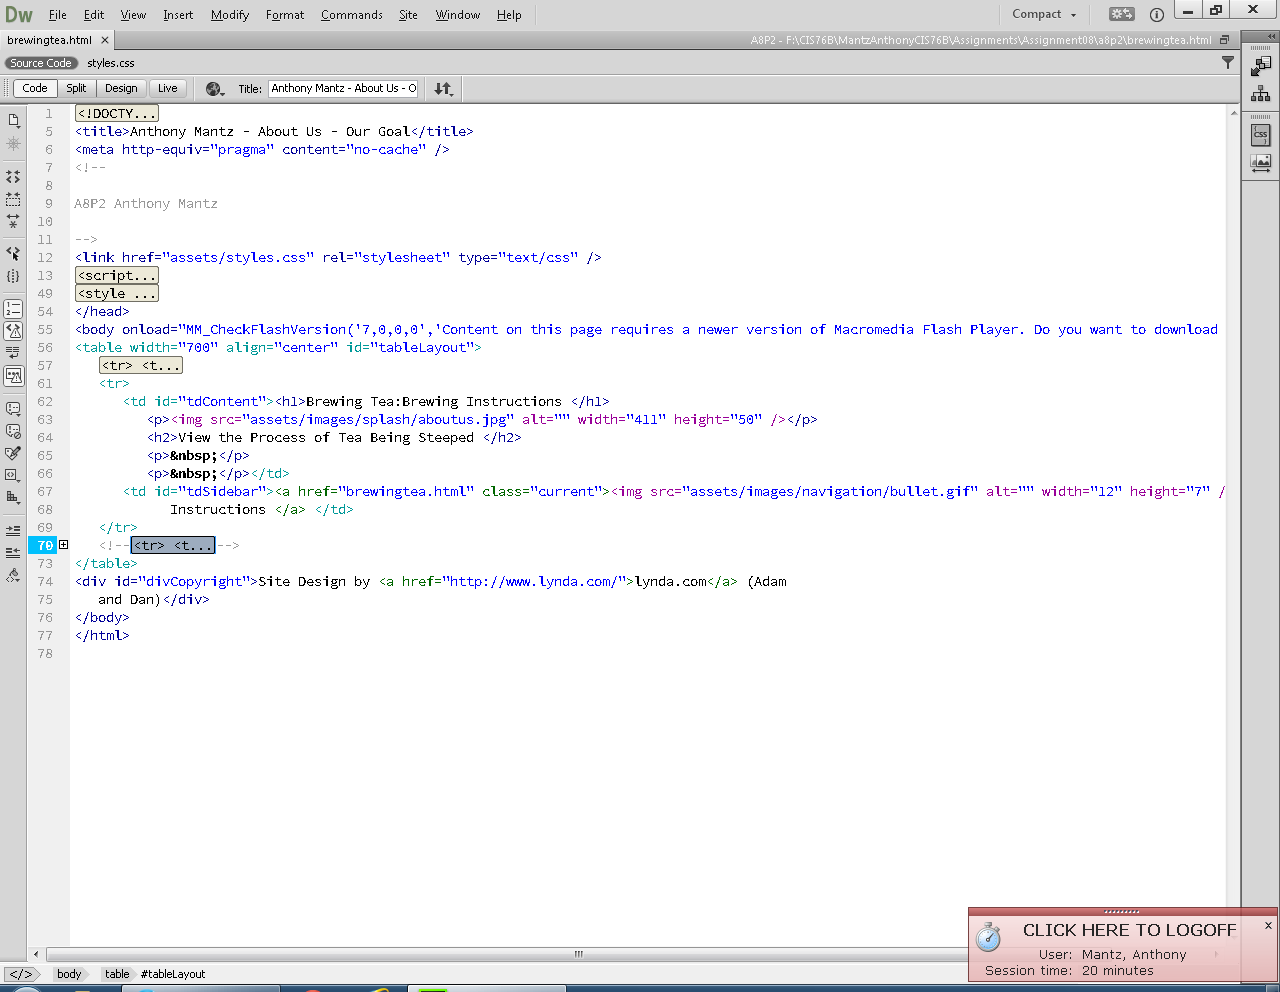 Dw File Edit View Insert Modify Format Commands Site Window Help Compact
brewingtea.html × A8P2 - F:\CIS76B\MantzAnthonyCIS76B\Assignments\Assignment08\a8p2\brewingtea.html
Source Code styles.css
Code Split Design Live Title: Anthony Mantz - About Us - O
1 <!DOCTY...
5 <title>Anthony Mantz - About Us - Our Goal</title>
6 <meta http-equiv="pragma" content="no-cache" />
7 <!--
8
9 A8P2 Anthony Mantz
10
11 -->
12 <link href="assets/styles.css" rel="stylesheet" type="text/css" />
13 <script...
49 <style ...
54 </head>
55 <body onload="MM_CheckFlashVersion('7,0,0,0','Content on this page requires a newer version of Macromedia Flash Player. Do you want to download
56 <table width="700" align="center" id="tableLayout">
57 <tr> <t...
61 <tr>
62 <td id="tdContent"><h1>Brewing Tea:Brewing Instructions </h1>
63 <p><img src="assets/images/splash/aboutus.jpg" alt="" width="411" height="50" /></p>
64 <h2>View the Process of Tea Being Steeped </h2>
65 <p>&nbsp;</p>
66 <p>&nbsp;</p></td>
67 <td id="tdSidebar"><a href="brewingtea.html" class="current"><img src="assets/images/navigation/bullet.gif" alt="" width="12" height="7" /
68 Instructions </a> </td>
69 </tr>
70 <!--<tr> <t...-->
73 </table>
74 <div id="divCopyright">Site Design by <a href="http://www.lynda.com/">lynda.com</a> (Adam
75 and Dan)</div>
76 </body>
77 </html>
78
CLICK HERE TO LOGOFF x
User: Mantz, Anthony
Session time: 20 minutes
</> body table #tableLayout